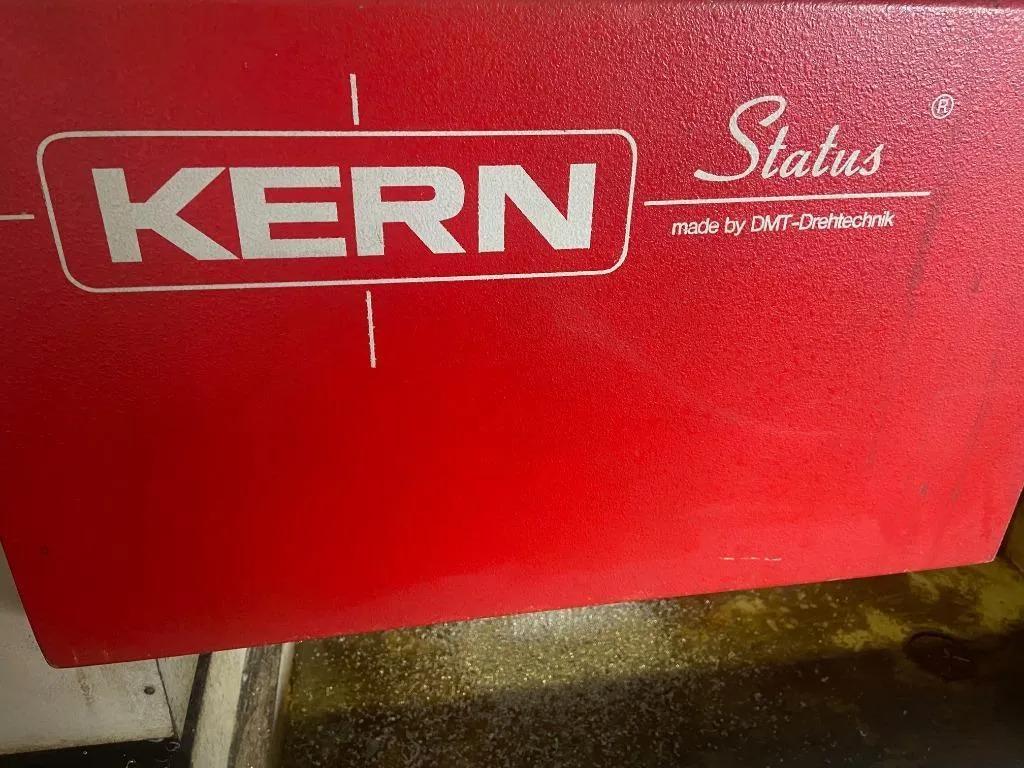 KERN
Status ®
made by DMT-Drehtechnik